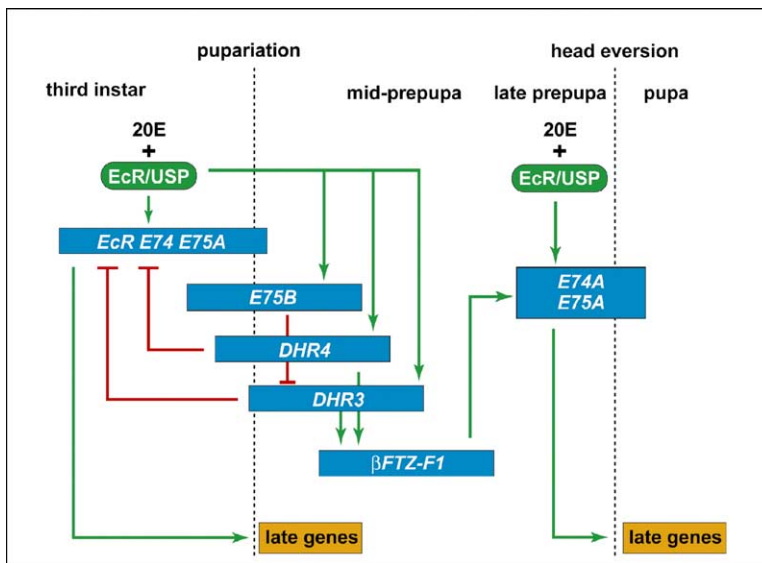 pupariation
head eversion
third instar
mid-prepupa
late prepupa
pupa
20E
+
EcR/USP
20E
+
EcR/USP
EcR E74 E75A
E74A
E75A
E75B
DHR4
DHR3
βFTZ-F1
late genes
late genes